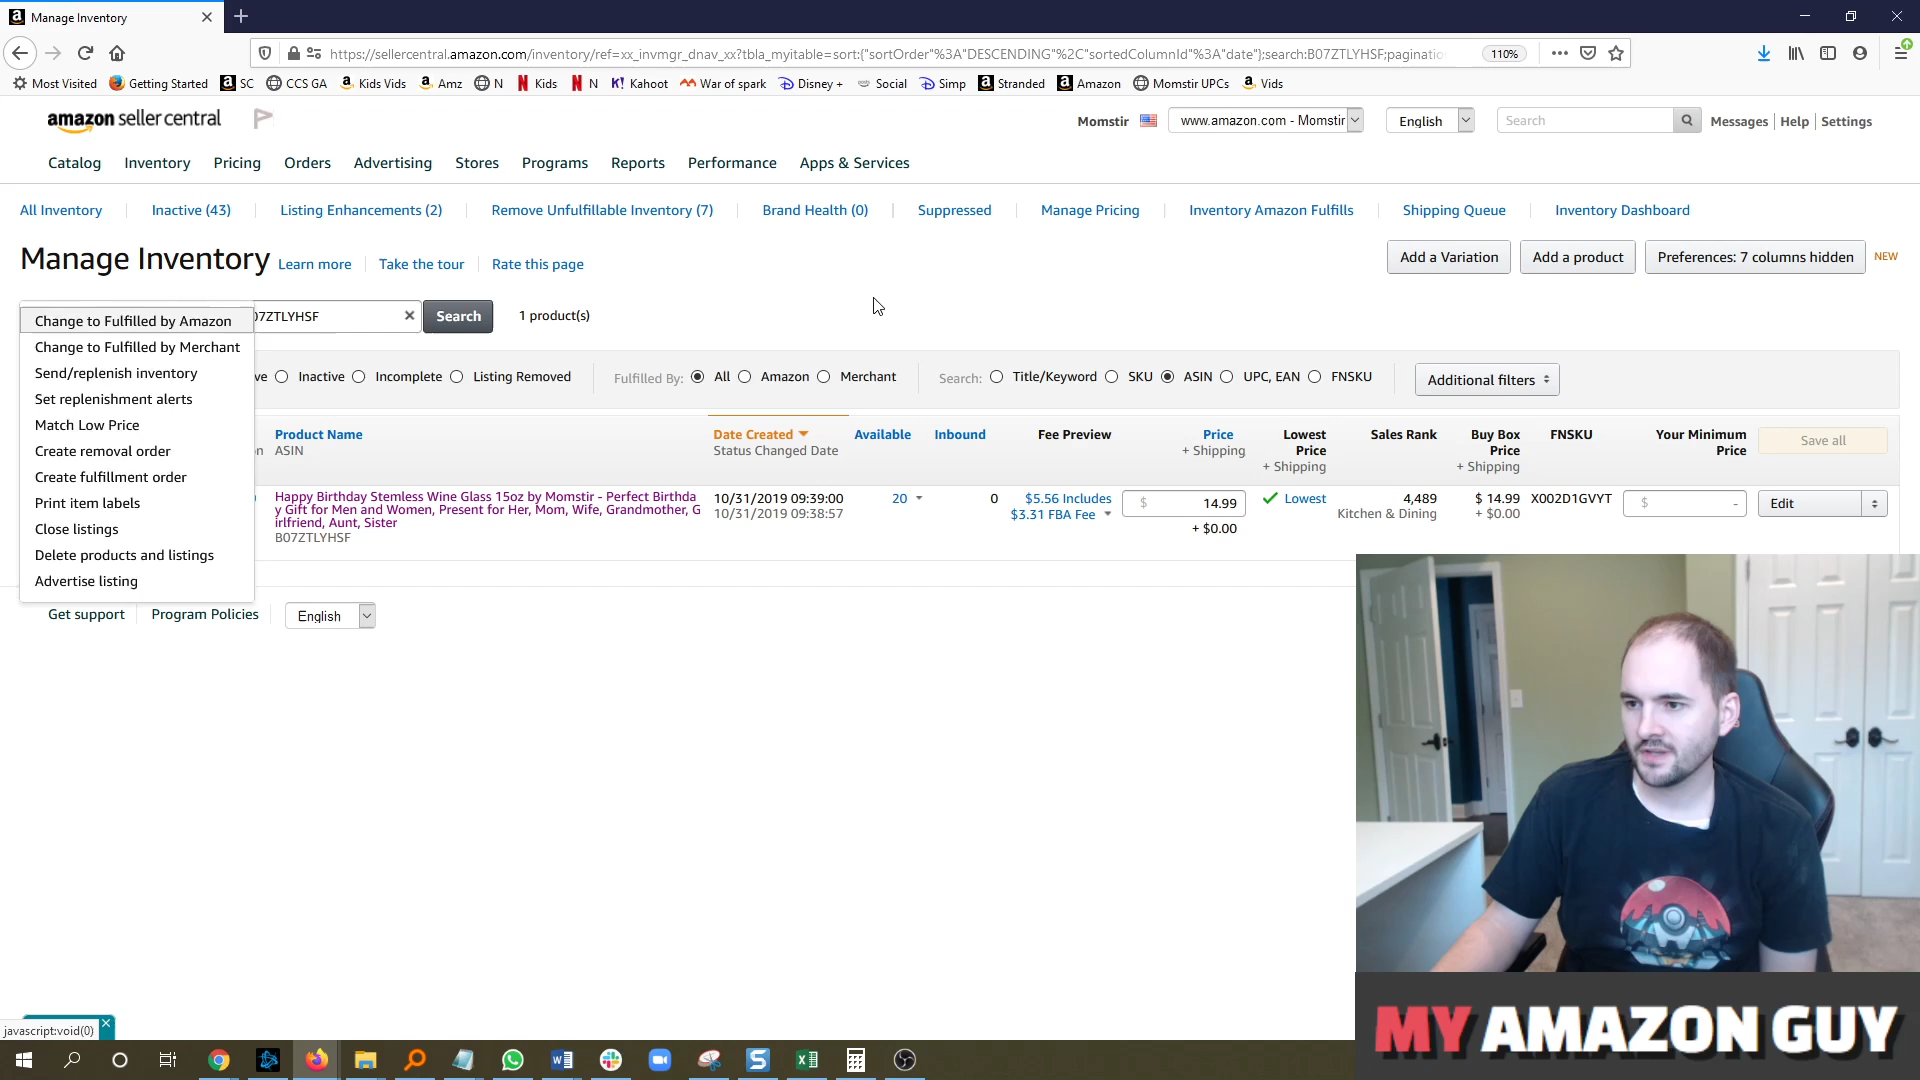 Manage Inventory
https://sellercentral.amazon.com/inventory/ref=xx_invmgr_dnav_xx?tbla_myitable=sort:{"sortOrder"%3A"DESCENDING"%2C"sortedColumnId"%3A"date"};search:B07ZTLYHSF;paginatio
110%
Most Visited Getting Started SC CCS GA Kids Vids Amz N Kids N Kahoot War of spark Disney + Social Simp Stranded Amazon Momstir UPCs Vids
amazon seller central
Momstir www.amazon.com - Momstir English Search Messages Help Settings
Catalog Inventory Pricing Orders Advertising Stores Programs Reports Performance Apps & Services
All Inventory Inactive (43) Listing Enhancements (2) Remove Unfulfillable Inventory (7) Brand Health (0) Suppressed Manage Pricing Inventory Amazon Fulfills Shipping Queue Inventory Dashboard
Manage Inventory Learn more Take the tour Rate this page
Add a Variation Add a product Preferences: 7 columns hidden NEW
07ZTLYHSF Search 1 product(s)
Change to Fulfilled by Amazon
Change to Fulfilled by Merchant
Send/replenish inventory
Set replenishment alerts
Match Low Price
Create removal order
Create fulfillment order
Print item labels
Close listings
Delete products and listings
Advertise listing
ve Inactive Incomplete Listing Removed Fulfilled By: All Amazon Merchant Search: Title/Keyword SKU ASIN UPC, EAN FNSKU Additional filters
Product Name Date Created Available Inbound Fee Preview Price Lowest Sales Rank Buy Box FNSKU Your Minimum Save all
n ASIN Status Changed Date + Shipping Price Price Price
+ Shipping + Shipping
Happy Birthday Stemless Wine Glass 15oz by Momstir - Perfect Birthda
y Gift for Men and Women, Present for Her, Mom, Wife, Grandmother, G
irlfriend, Aunt, Sister
B07ZTLYHSF
10/31/2019 09:39:00
10/31/2019 09:38:57
20
0
$5.56 Includes
$3.31 FBA Fee
$ 14.99
+ $0.00
Lowest
4,489
Kitchen & Dining
$ 14.99
+ $0.00
X002D1GVYT
$ -
Edit
Get support Program Policies English
javascript:void(0)
MY AMAZON GUY